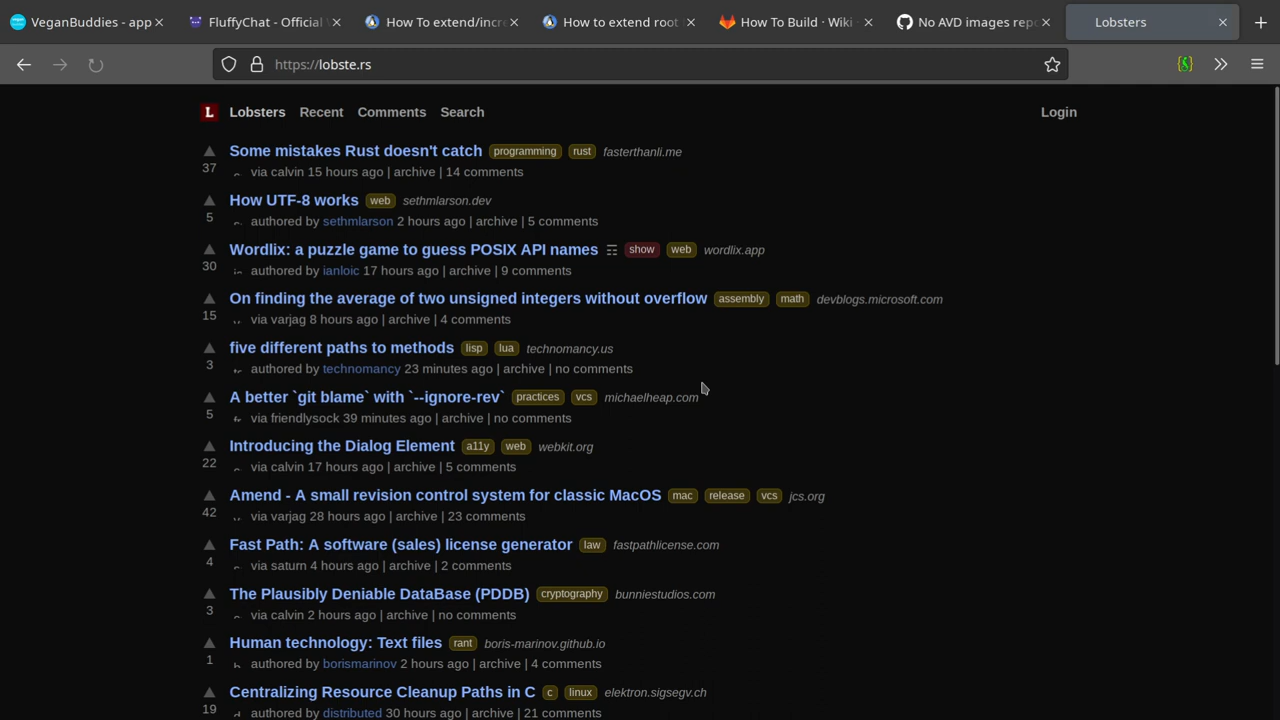 VeganBuddies - app
FluffyChat - Official
How To extend/incre
How to extend root
How To Build · Wiki
No AVD images repo
Lobsters
https://lobste.rs
L Lobsters Recent Comments Search Login
Some mistakes Rust doesn't catch programming rust fasterthanli.me
37 via calvin 15 hours ago | archive | 14 comments
How UTF-8 works web sethmlarson.dev
5 authored by sethmlarson 2 hours ago | archive | 5 comments
Wordlix: a puzzle game to guess POSIX API names show web wordlix.app
30 authored by ianloic 17 hours ago | archive | 9 comments
On finding the average of two unsigned integers without overflow assembly math devblogs.microsoft.com
15 via varjag 8 hours ago | archive | 4 comments
five different paths to methods lisp lua technomancy.us
3 authored by technomancy 23 minutes ago | archive | no comments
A better `git blame` with `--ignore-rev` practices vcs michaelheap.com
5 via friendlysock 39 minutes ago | archive | no comments
Introducing the Dialog Element a11y web webkit.org
22 via calvin 17 hours ago | archive | 5 comments
Amend - A small revision control system for classic MacOS mac release vcs jcs.org
42 via varjag 28 hours ago | archive | 23 comments
Fast Path: A software (sales) license generator law fastpathlicense.com
4 via saturn 4 hours ago | archive | 2 comments
The Plausibly Deniable DataBase (PDDB) cryptography bunniestudios.com
3 via calvin 2 hours ago | archive | no comments
Human technology: Text files rant boris-marinov.github.io
1 authored by borismarinov 2 hours ago | archive | 4 comments
Centralizing Resource Cleanup Paths in C c linux elektron.sigsegv.ch
19 authored by distributed 30 hours ago | archive | 21 comments